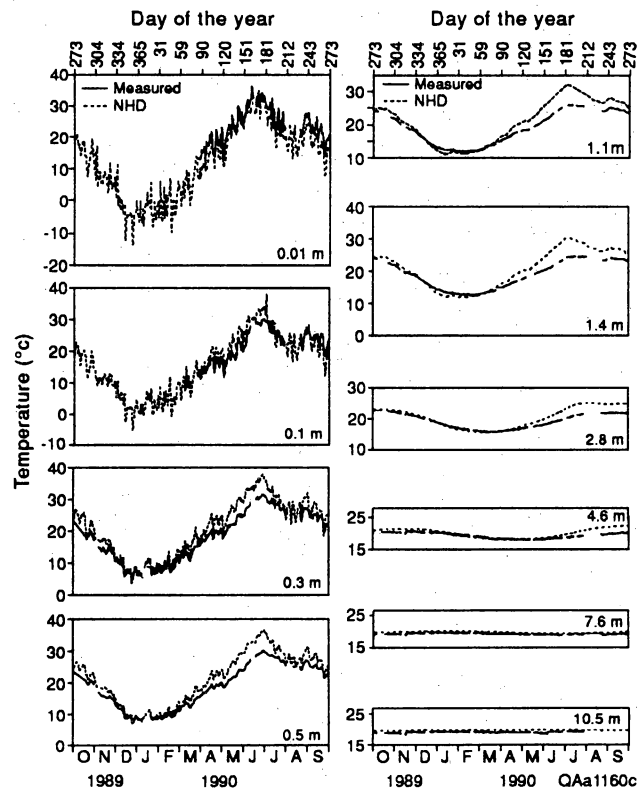 Day of the year Day of the year
273 304 334 365 31 59 90 120 151 181 212 243 273
273 304 334 365 31 59 90 120 151 181 212 243 273
Temperature (°c)
40
30
20
10
0
-10
-20
Measured
NHD
0.01 m
40
30
20
10
0
-10
0.1 m
40
30
20
10
0
0.3 m
40
30
20
10
0
0.5 m
O N D J F M A M J J A S
1989 1990
30
20
10
Measured
NHD
1.1m
40
30
20
10
0
1.4 m
30
20
10
2.8 m
25
15
4.6 m
25
15
7.6 m
25
15
10.5 m
O N D J F M A M J J A S
1989 1990 QAa1160c